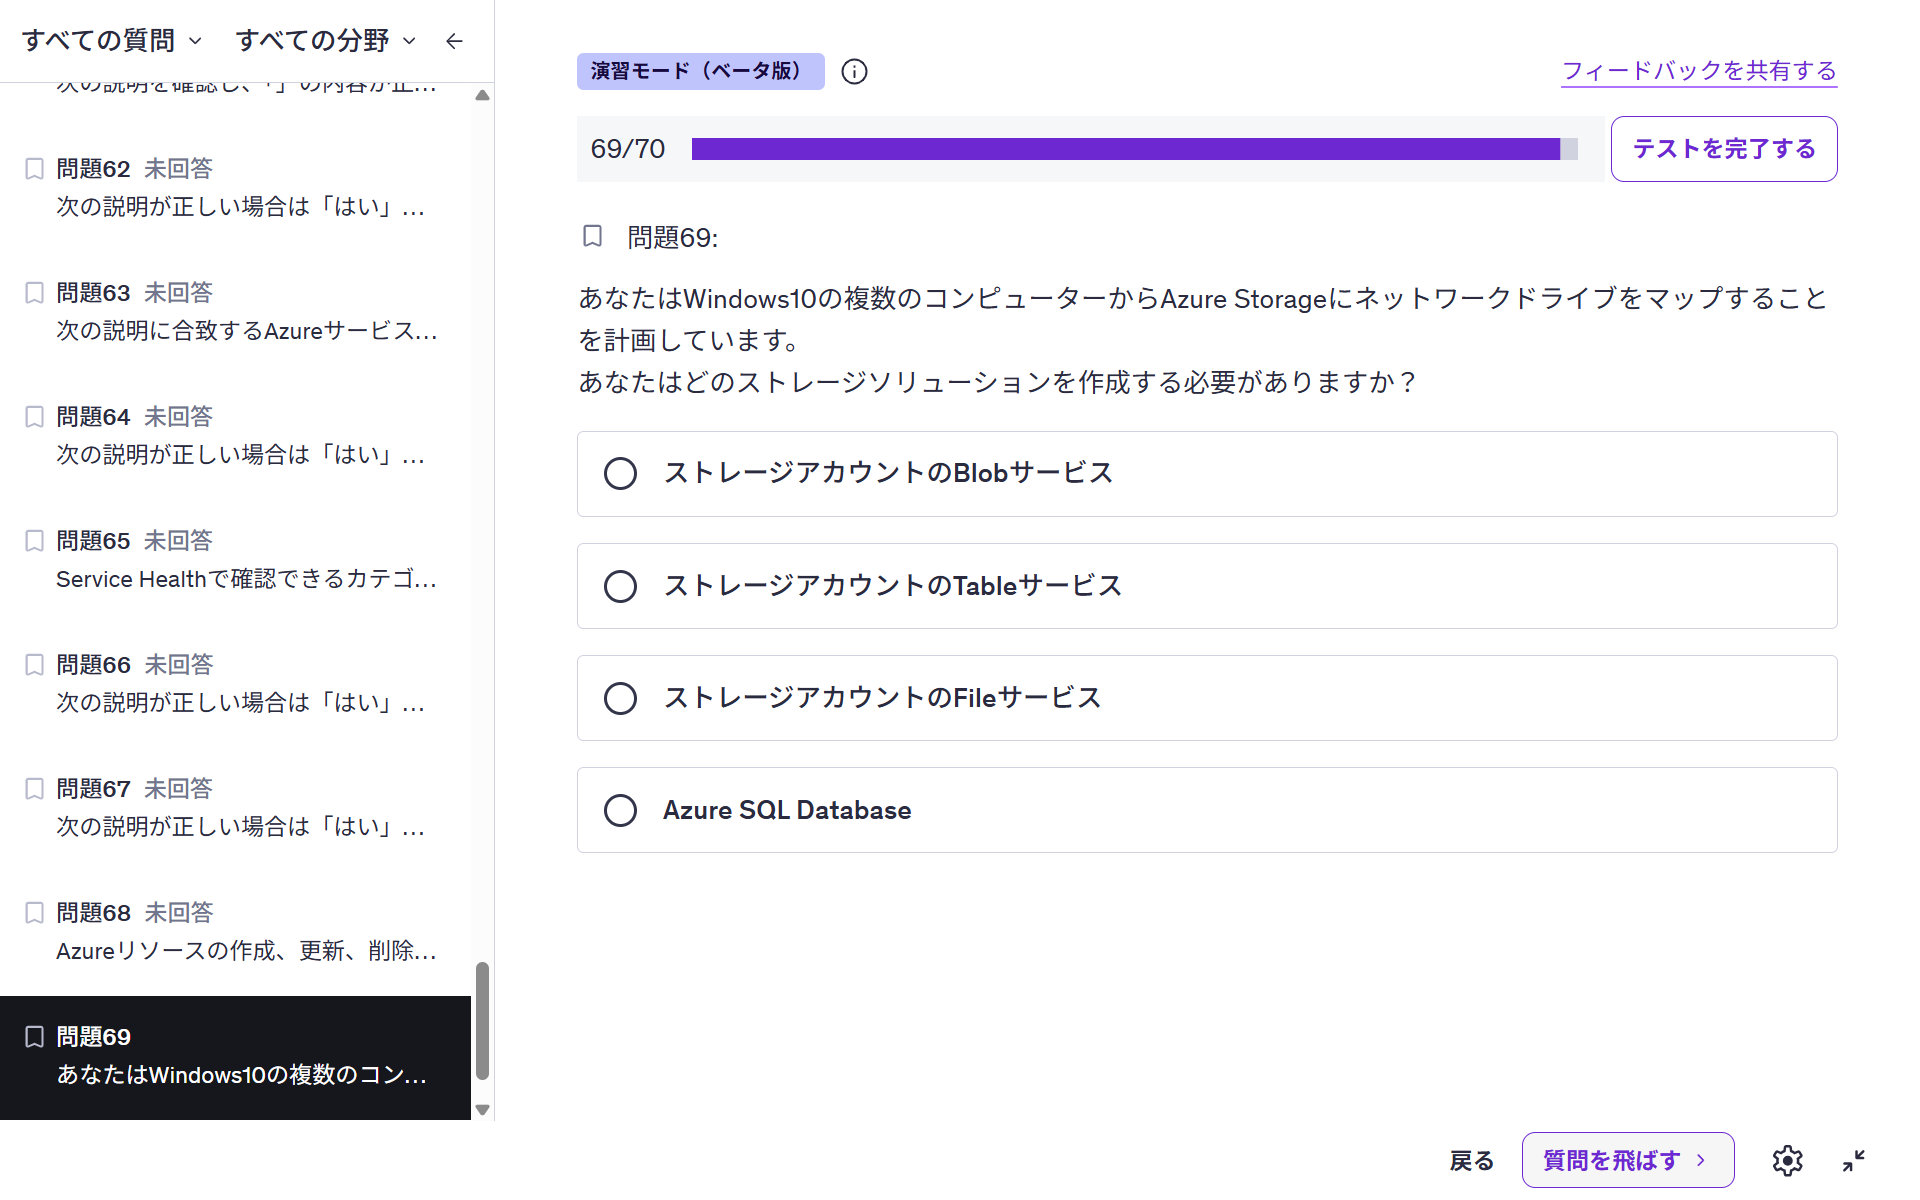 すべての質問 すべての分野
次の説明を確認し、「」の内容が正...
問題62 未回答
次の説明が正しい場合は「はい」...
問題63 未回答
次の説明に合致するAzureサービス...
問題64 未回答
次の説明が正しい場合は「はい」...
問題65 未回答
Service Healthで確認できるカテゴ...
問題66 未回答
次の説明が正しい場合は「はい」...
問題67 未回答
次の説明が正しい場合は「はい」...
問題68 未回答
Azureリソースの作成、更新、削除...
問題69
あなたはWindows10の複数のコン...
演習モード（ベータ版）
フィードバックを共有する
69/70
テストを完了する
問題69:
あなたはWindows10の複数のコンピューターからAzure Storageにネットワークドライブをマップすること
を計画しています。
あなたはどのストレージソリューションを作成する必要がありますか？
ストレージアカウントのBlobサービス
ストレージアカウントのTableサービス
ストレージアカウントのFileサービス
Azure SQL Database
戻る
質問を飛ばす